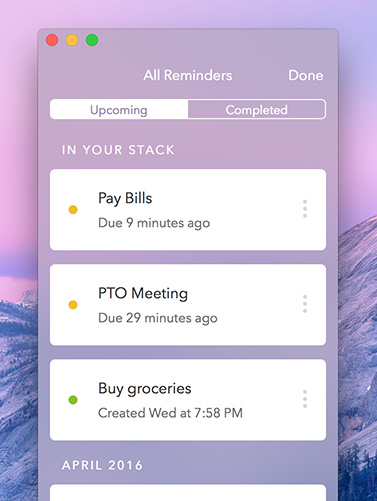 All Reminders Done
Upcoming Completed
IN YOUR STACK
Pay Bills
Due 9 minutes ago
PTO Meeting
Due 29 minutes ago
Buy groceries
Created Wed at 7:58 PM
APRIL 2016